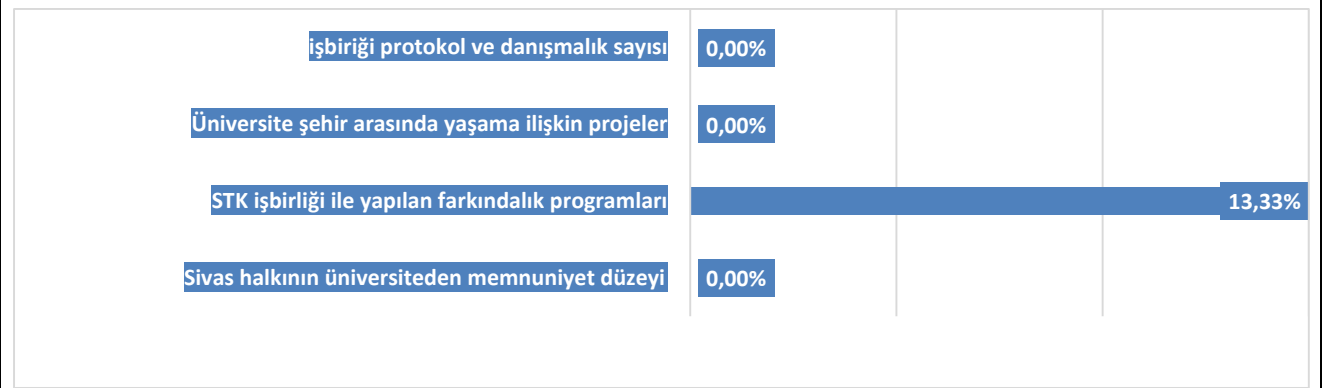 işbiriği protokol ve danışmalık sayısı 0,00%
Üniversite şehir arasında yaşama ilişkin projeler 0,00%
STK işbirliği ile yapılan farkındalık programları 13,33%
Sivas halkının üniversiteden memnuniyet düzeyi 0,00%